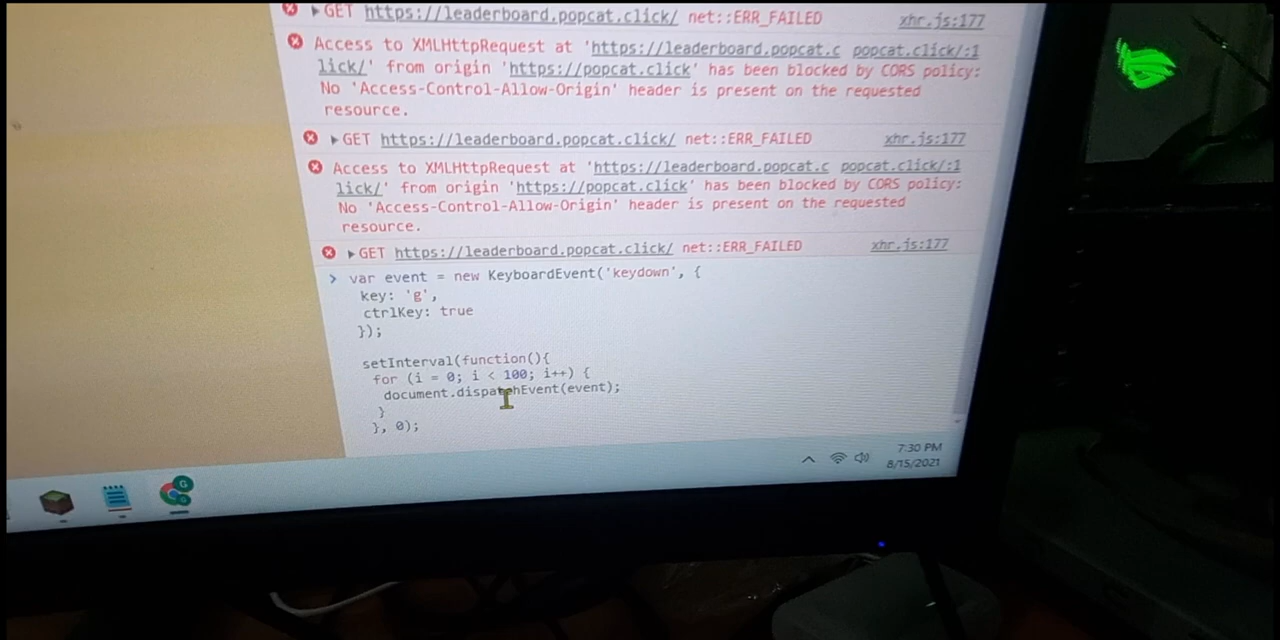 ▶GET https://leaderboard.popcat.click/ net::ERR_FAILED xhr.js:177
Access to XMLHttpRequest at 'https://leaderboard.popcat.c popcat.click/:1
lick/' from origin 'https://popcat.click' has been blocked by CORS policy:
No 'Access-Control-Allow-Origin' header is present on the requested
resource.
▶GET https://leaderboard.popcat.click/ net::ERR_FAILED xhr.js:177
Access to XMLHttpRequest at 'https://leaderboard.popcat.c popcat.click/:1
lick/' from origin 'https://popcat.click' has been blocked by CORS policy:
No 'Access-Control-Allow-Origin' header is present on the requested
resource.
▶GET https://leaderboard.popcat.click/ net::ERR_FAILED xhr.js:177
> var event = new KeyboardEvent('keydown', {
key: 'g',
ctrlKey: true
});
setInterval(function(){
for (i = 0; i < 100; i++) {
document.dispatchEvent(event);
}
}, 0);
7:30 PM
8/15/2021